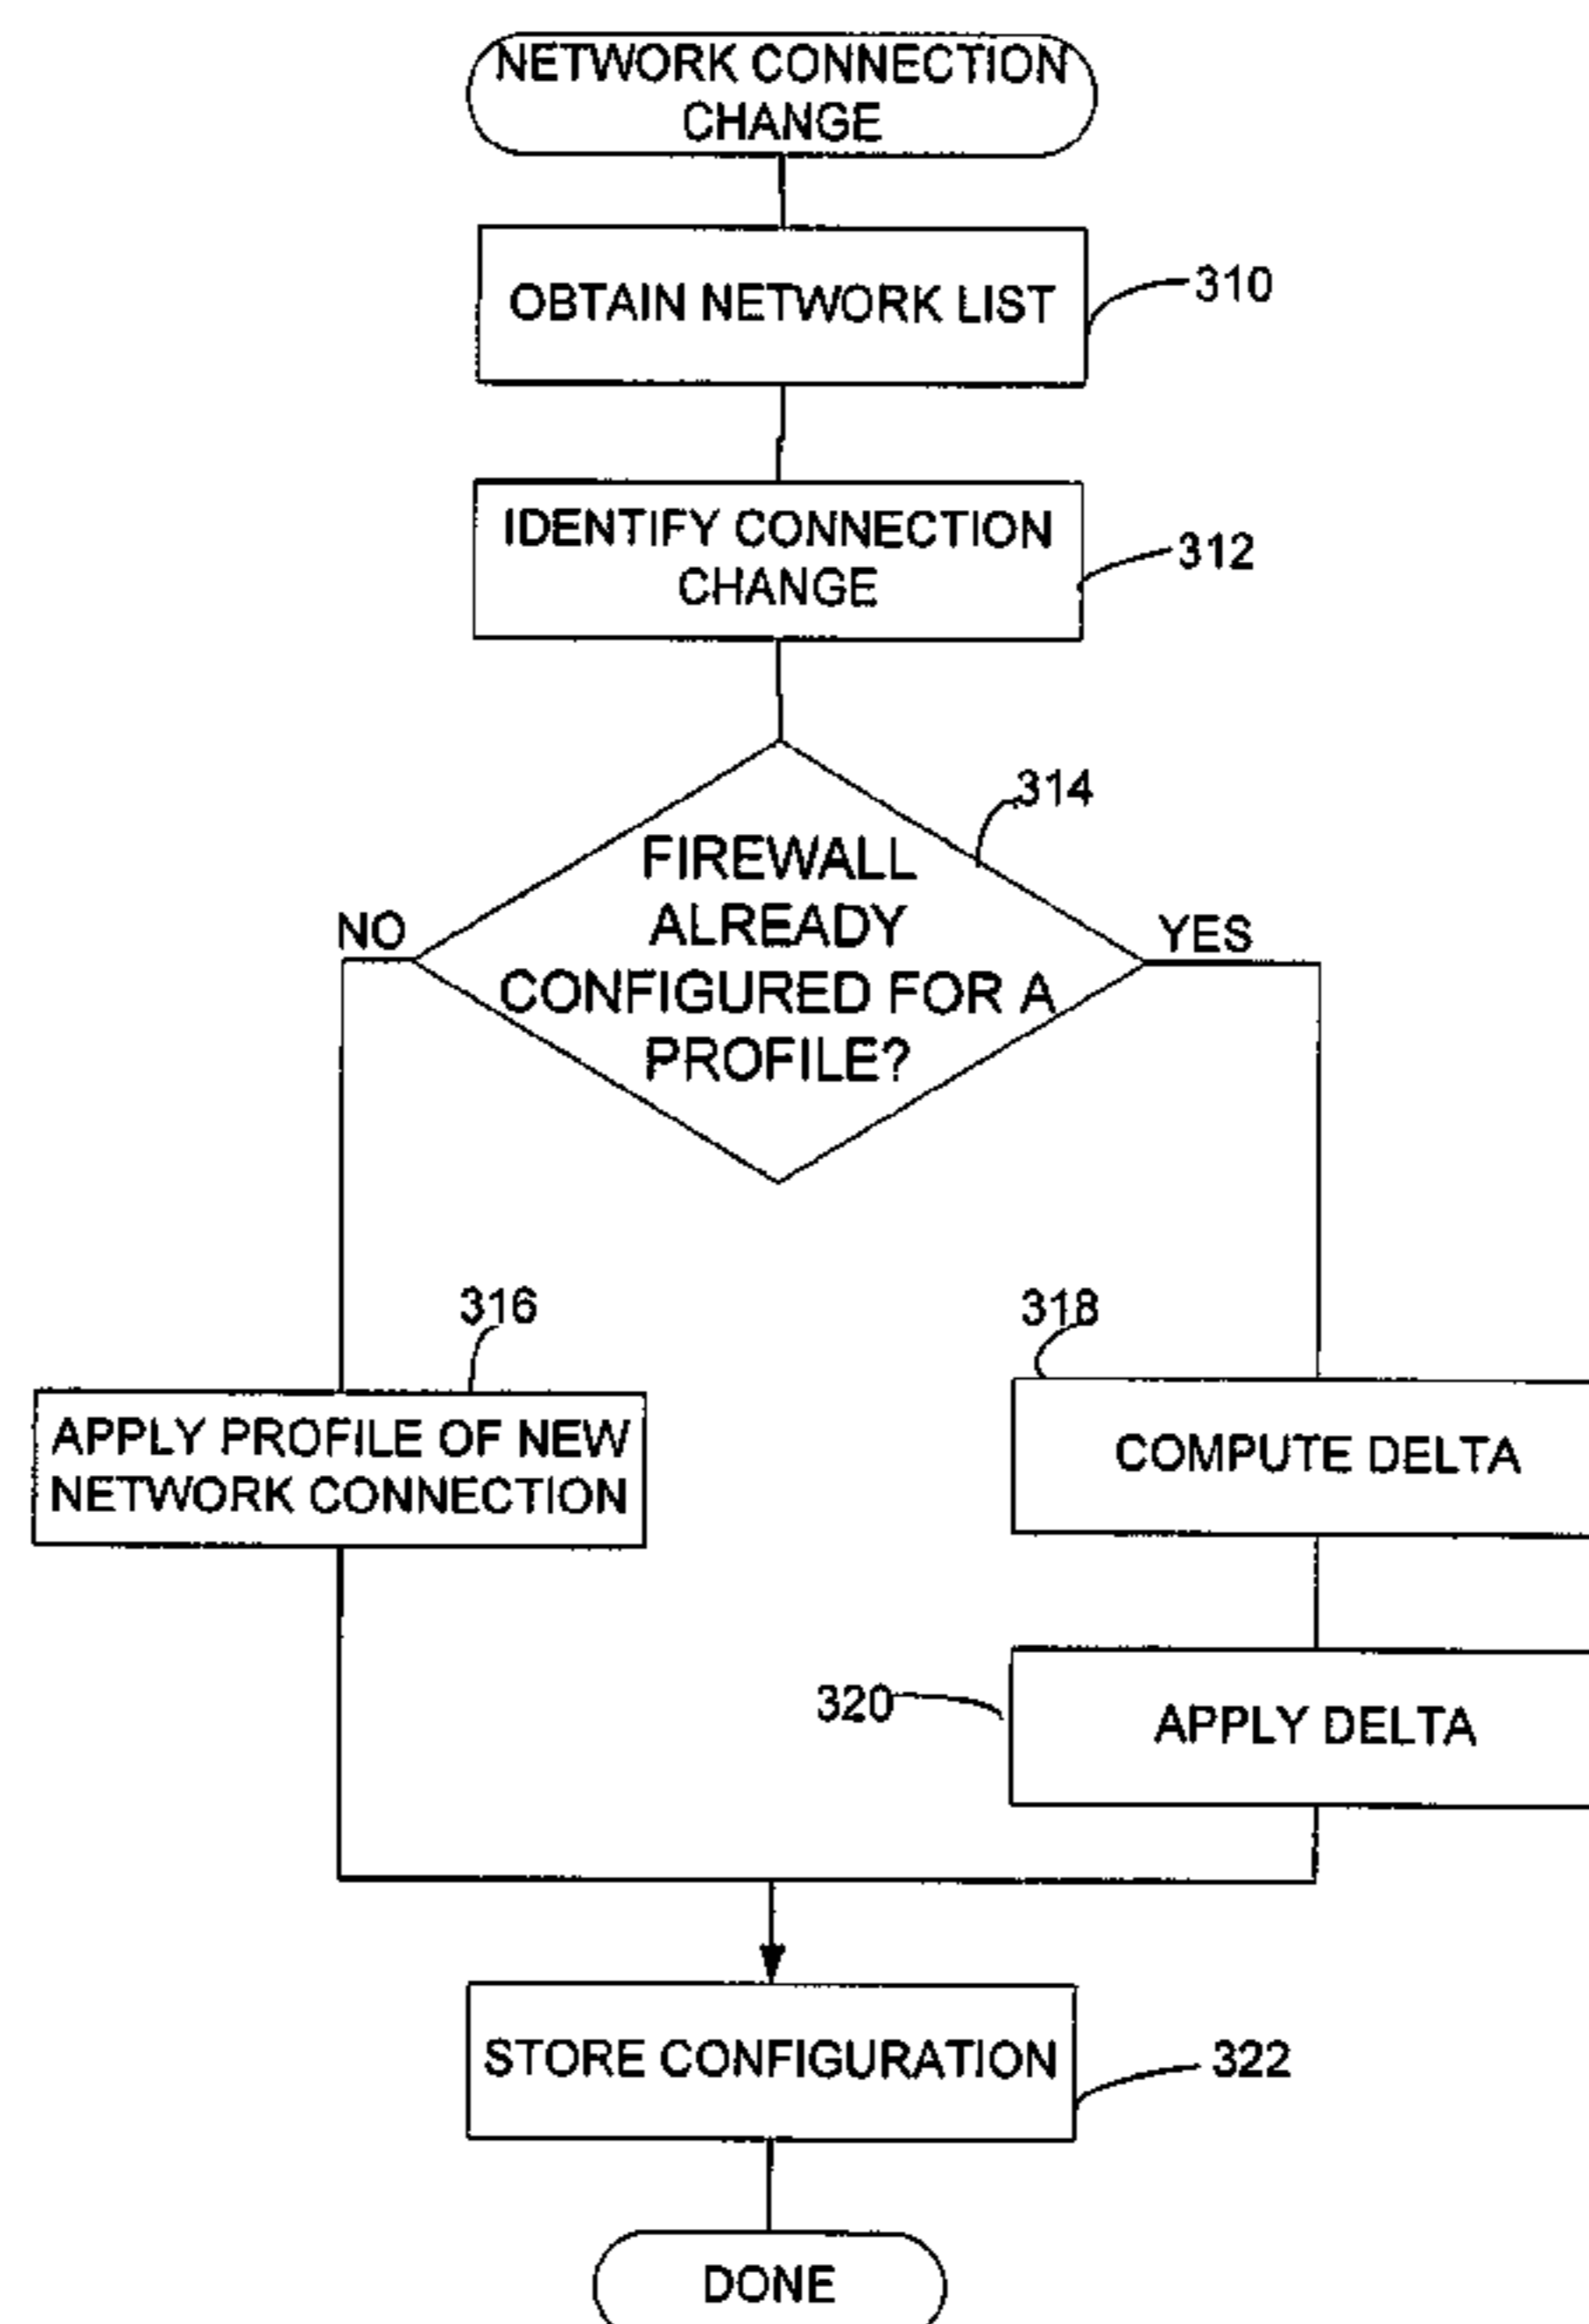 NETWORK CONNECTION
CHANGE
OBTAIN NETWORK LIST
310
IDENTIFY CONNECTION
CHANGE
312
314
FIREWALL
ALREADY
CONFIGURED FOR A
PROFILE?
NO
YES
316
318
APPLY PROFILE OF NEW
NETWORK CONNECTION
COMPUTE DELTA
320
APPLY DELTA
STORE CONFIGURATION
322
DONE